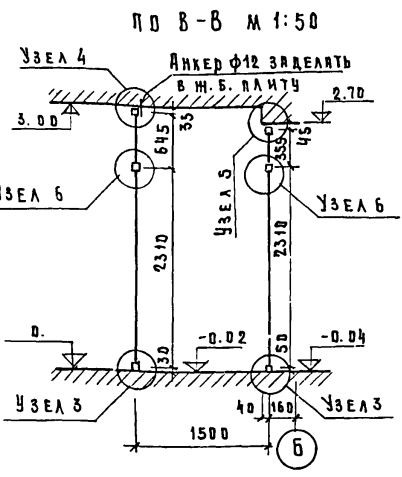 ПО В-В М 1:50
УЗЕЛ 4
АНКЕР Ф12 ЗАДЕЛАТЬ
В Ж.Б. ПЛИТУ
3.00
2.70
35
645
45
355
УЗЕЛ 5
УЗЕЛ 6
УЗЕЛ 6
2310
2310
0.
-0.02
-0.04
30
50
УЗЕЛ 3
40
160
УЗЕЛ 3
1500
Б